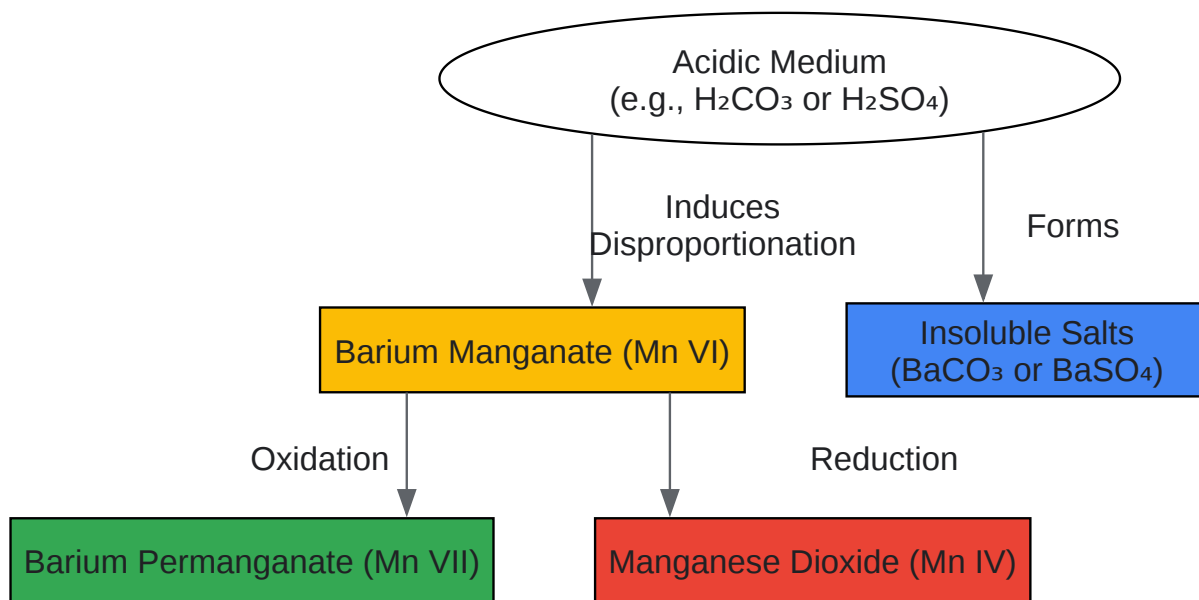 Acidic Medium
(e.g., H₂CO₃ or H₂SO₄)
Induces
Disproportionation
Forms
Barium Manganate (Mn VI)
Insoluble Salts
(BaCO₃ or BaSO₄)
Oxidation
Reduction
Barium Permanganate (Mn VII)
Manganese Dioxide (Mn IV)